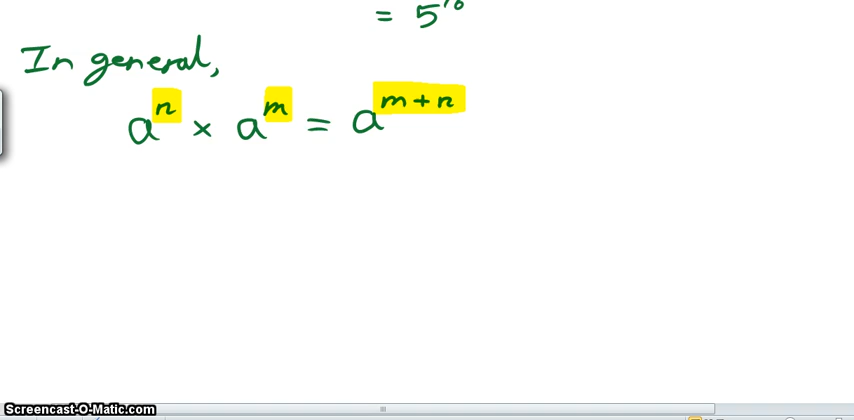 = 5¹⁰
In general,
aⁿ × aᵐ = aᵐ⁺ⁿ
Screencast-O-Matic.com